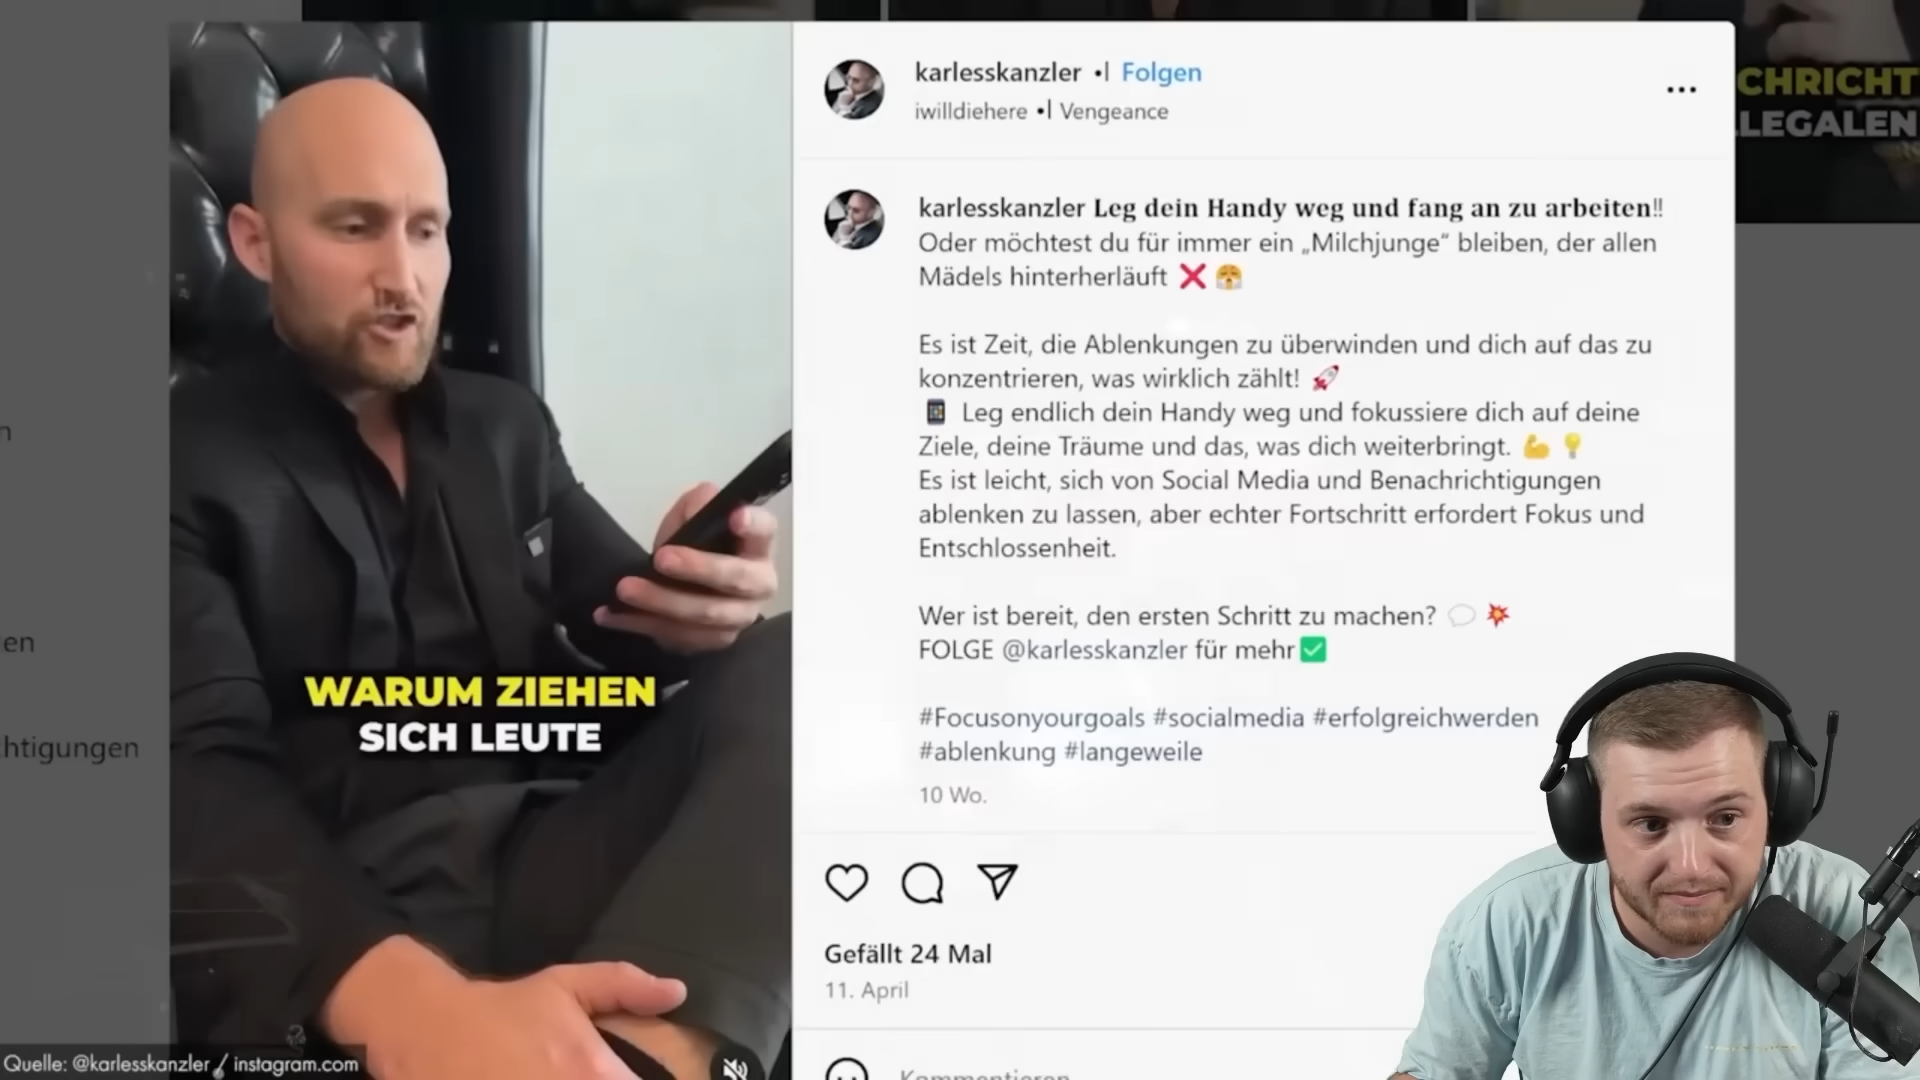 karlesskanzler • Folgen
iwilldiehere • Vengeance
CHRICHT
LEGALEN
karlesskanzler Leg dein Handy weg und fang an zu arbeiten‼
Oder möchtest du für immer ein „Milchjunge“ bleiben, der allen
Mädels hinterherläuft ❌ 😤
Es ist Zeit, die Ablenkungen zu überwinden und dich auf das zu
konzentrieren, was wirklich zählt! 🚀
📱 Leg endlich dein Handy weg und fokussiere dich auf deine
Ziele, deine Träume und das, was dich weiterbringt. 💪 💡
Es ist leicht, sich von Social Media und Benachrichtigungen
ablenken zu lassen, aber echter Fortschritt erfordert Fokus und
Entschlossenheit.
Wer ist bereit, den ersten Schritt zu machen? 💭 💥
FOLGE @karlesskanzler für mehr✅
#Focusonyourgoals #socialmedia #erfolgreichwerden
#ablenkung #langeweile
10 Wo.
Gefällt 24 Mal
11. April
Kommentieren
n
en
htigungen
WARUM ZIEHEN
SICH LEUTE
Quelle: @karlesskanzler / instagram.com